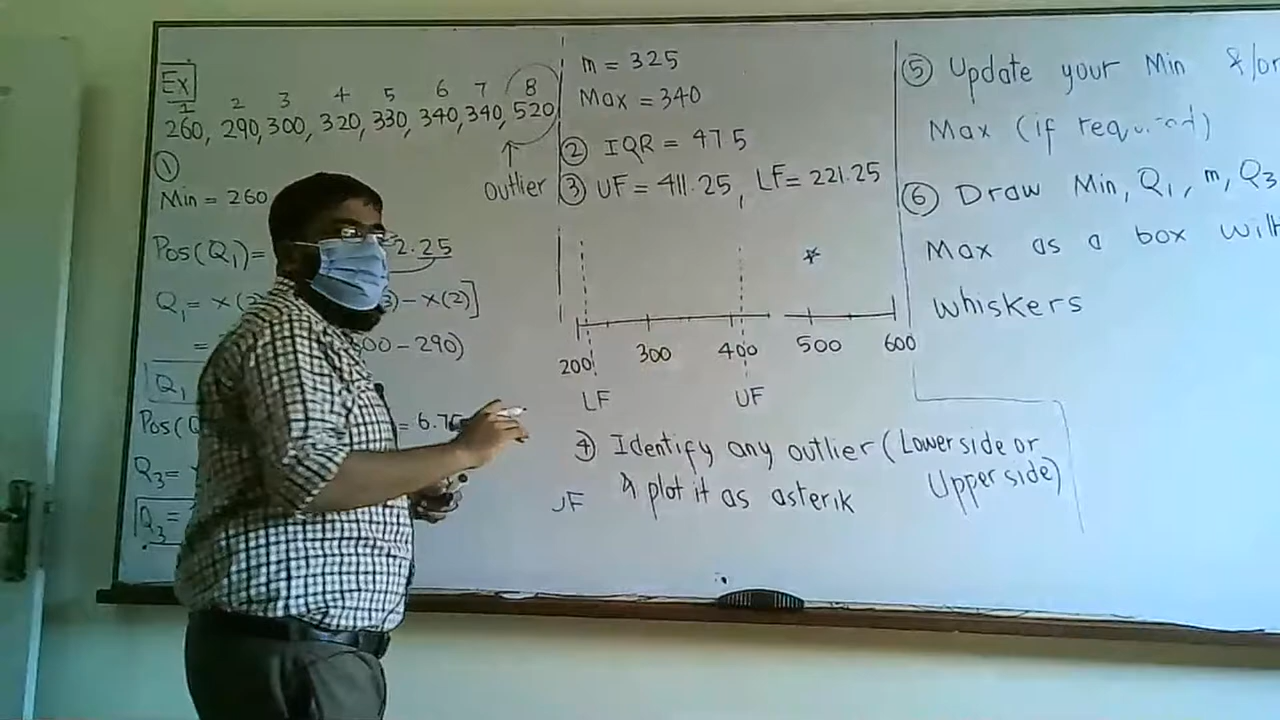 Ex
1 2 3 4 5 6 7 8
260, 290, 300, 320, 330, 340, 340, 520
outlier
①
Min = 260
Pos(Q₁)= 2.25
Q₁ = x( ) - x(2)]
= 00 - 290)
Q₁
Pos(Q = 6.75
Q₃ =
Q₃ =
m = 325
Max = 340
② IQR = 47.5
③ UF = 411.25, LF = 221.25
*
200 300 400 500 600
LF UF
④ Identify any outlier (Lower side or
Upper side)
& plot it as asterik
UF
⑤ Update your Min &/or
Max (if required)
⑥ Draw Min, Q₁, m, Q₃
Max as a box with
whiskers